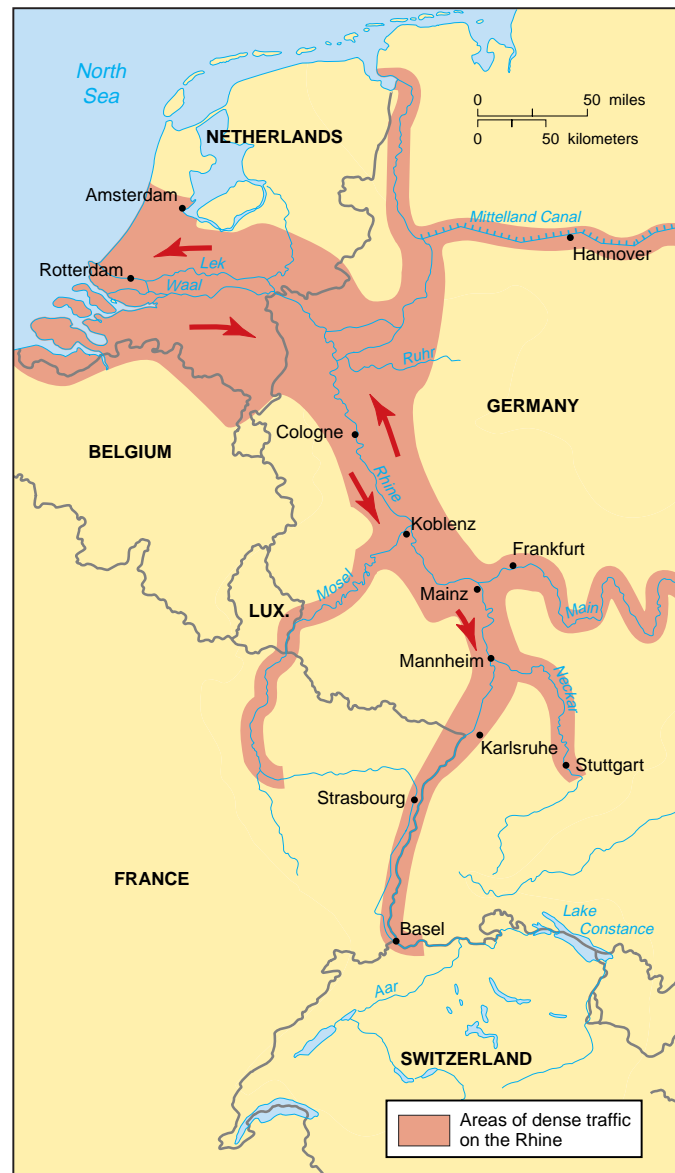 North
Sea
0 50 miles
0 50 kilometers
NETHERLANDS
Amsterdam
Mittelland Canal
Hannover
Lek
Rotterdam
Waal
Ruhr
GERMANY
Cologne
BELGIUM
Rhine
Koblenz
Frankfurt
Mosel
Mainz
LUX.
Main
Mannheim
Neckar
Karlsruhe
Stuttgart
Strasbourg
FRANCE
Lake
Constance
Basel
Aar
SWITZERLAND
Areas of dense traffic
on the Rhine